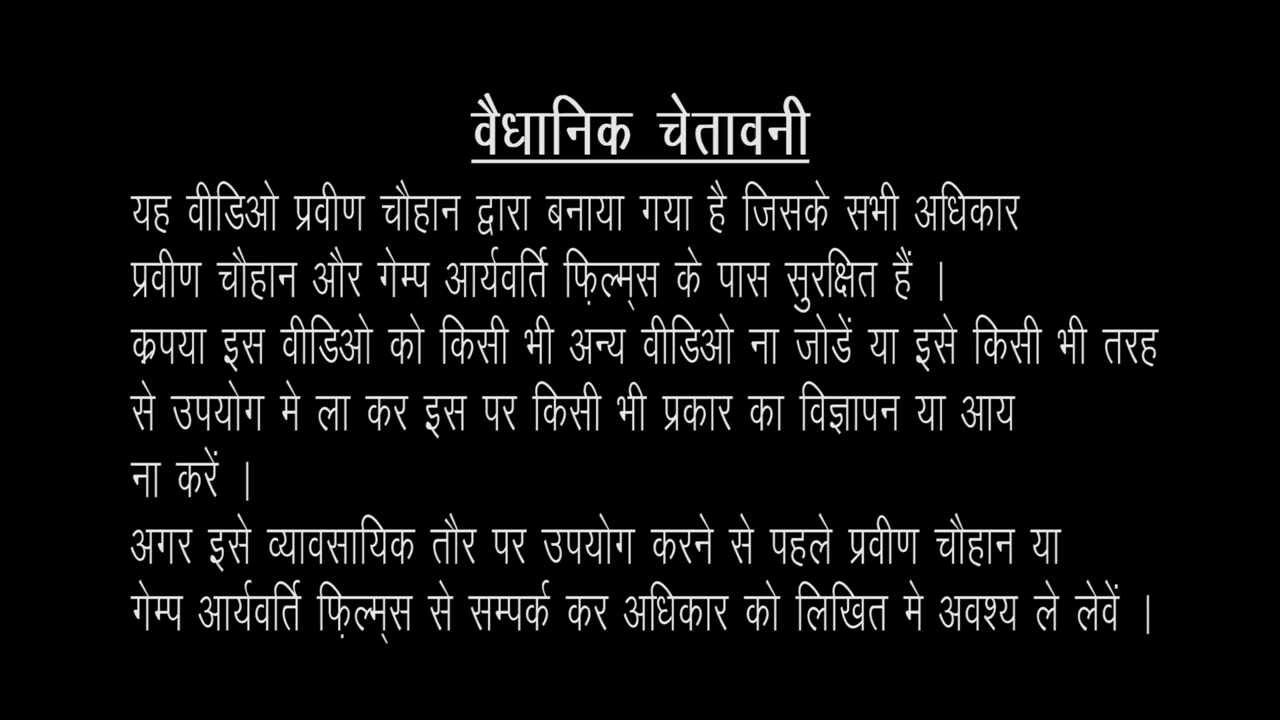 वैधानिक चेतावनी
यह वीडिओ प्रवीण चौहान द्वारा बनाया गया है जिसके सभी अधिकार
प्रवीण चौहान और गेम्प आर्यवर्ति फ़िल्म्स के पास सुरक्षित हैं ।
कृपया इस वीडिओ को किसी भी अन्य वीडिओ ना जोडें या इसे किसी भी तरह
से उपयोग मे ला कर इस पर किसी भी प्रकार का विज्ञापन या आय
ना करें ।
अगर इसे व्यावसायिक तौर पर उपयोग करने से पहले प्रवीण चौहान या
गेम्प आर्यवर्ति फ़िल्म्स से सम्पर्क कर अधिकार को लिखित मे अवश्य ले लेवें ।